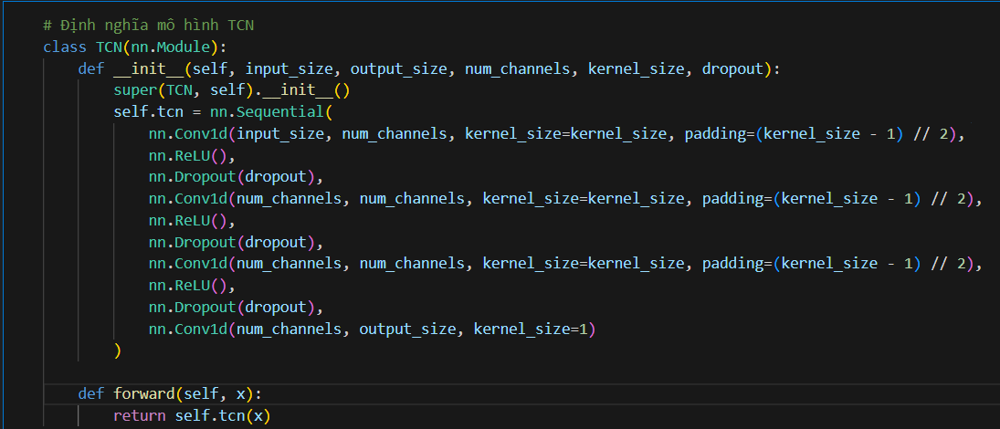 # Định nghĩa mô hình TCN
class TCN(nn.Module):
    def __init__(self, input_size, output_size, num_channels, kernel_size, dropout):
        super(TCN, self).__init__()
        self.tcn = nn.Sequential(
            nn.Conv1d(input_size, num_channels, kernel_size=kernel_size, padding=(kernel_size - 1) // 2),
            nn.ReLU(),
            nn.Dropout(dropout),
            nn.Conv1d(num_channels, num_channels, kernel_size=kernel_size, padding=(kernel_size - 1) // 2),
            nn.ReLU(),
            nn.Dropout(dropout),
            nn.Conv1d(num_channels, num_channels, kernel_size=kernel_size, padding=(kernel_size - 1) // 2),
            nn.ReLU(),
            nn.Dropout(dropout),
            nn.Conv1d(num_channels, output_size, kernel_size=1)
        )
    def forward(self, x):
        return self.tcn(x)